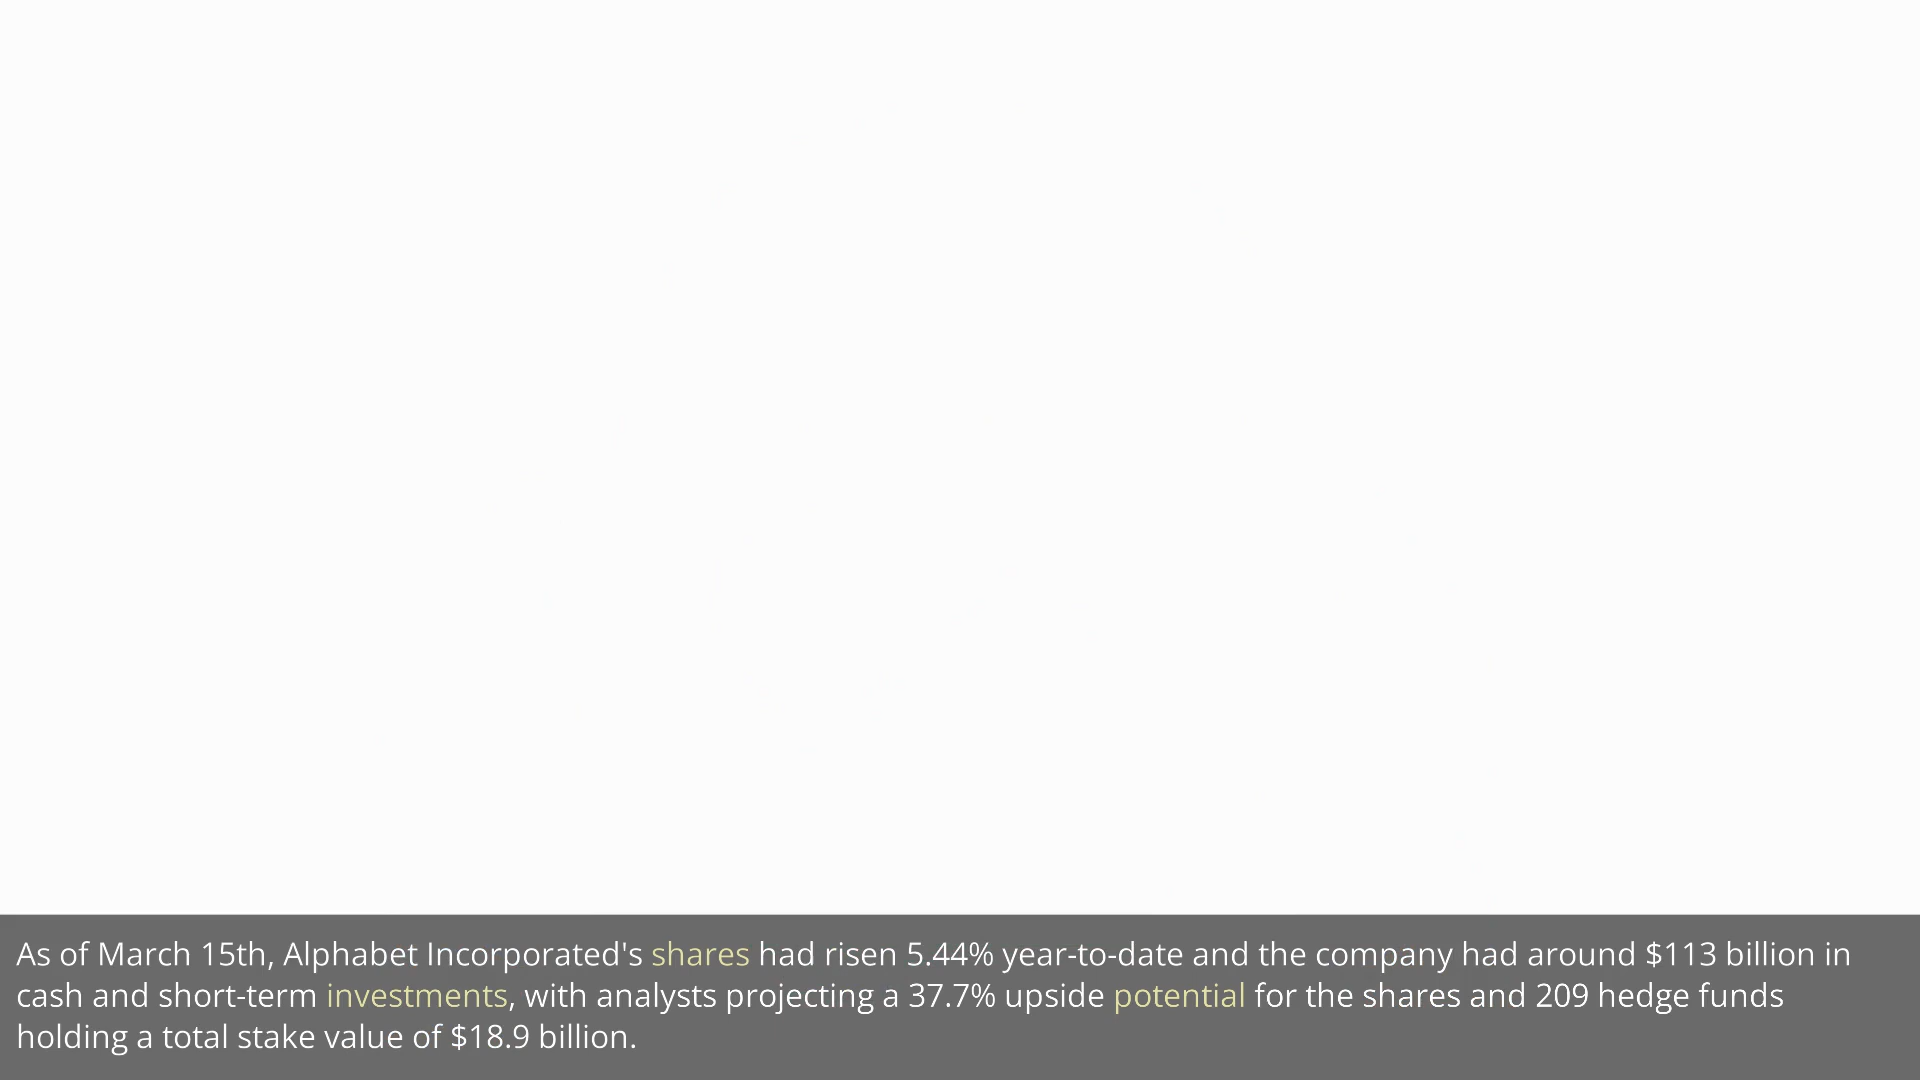 As of March 15th, Alphabet Incorporated's shares had risen 5.44% year-to-date and the company had around $113 billion in
cash and short-term investments, with analysts projecting a 37.7% upside potential for the shares and 209 hedge funds
holding a total stake value of $18.9 billion.